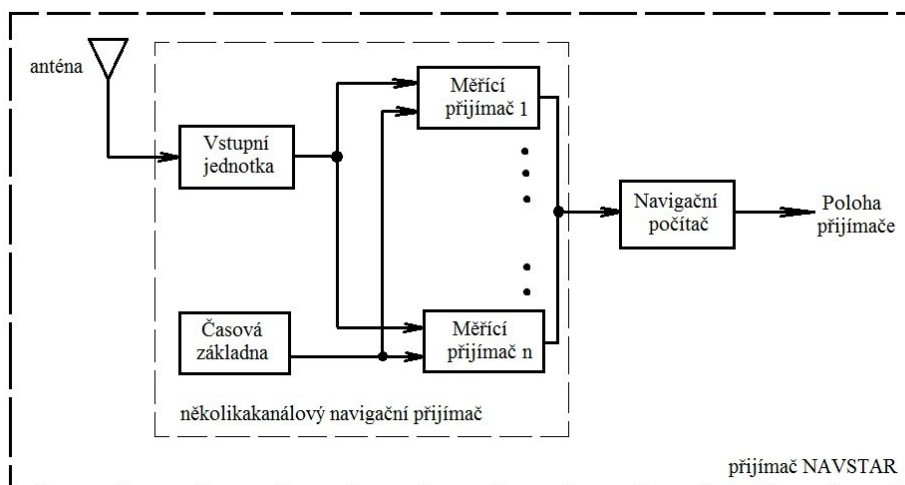 anténa
Vstupní
jednotka
Časová
základna
Měřící
přijímač 1
Měřící
přijímač n
několikakanálový navigační přijímač
Navigační
počítač
Poloha
přijímače
přijímač NAVSTAR